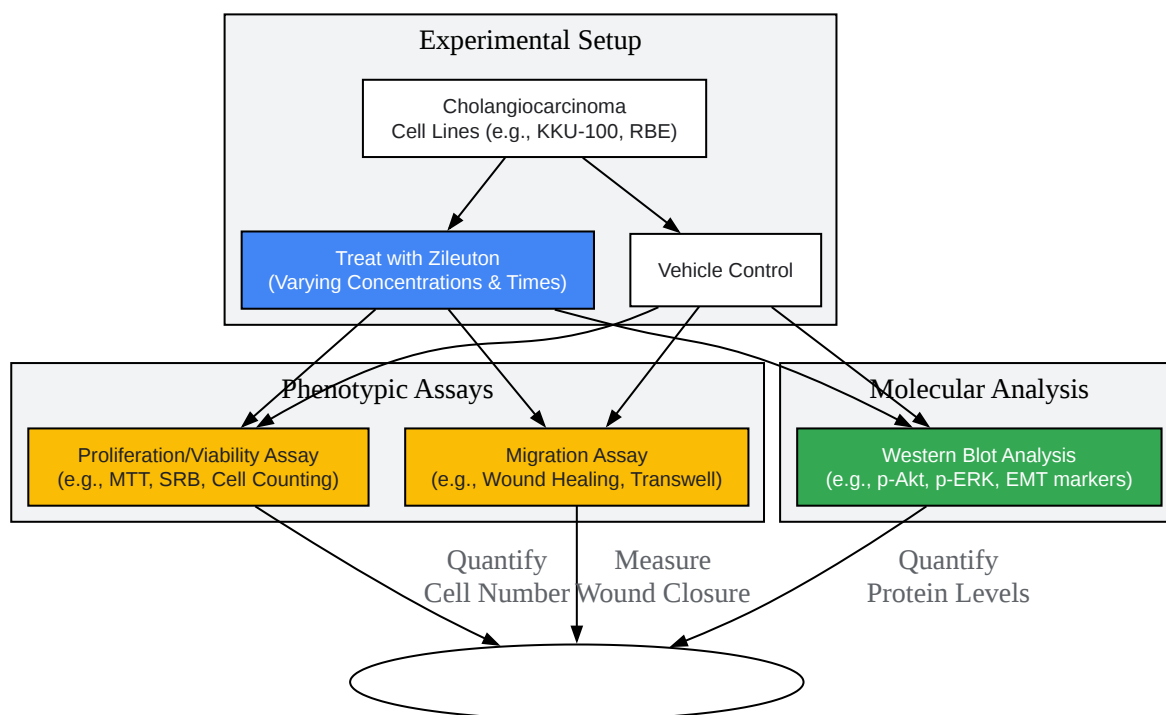 Experimental Setup
Cholangiocarcinoma
Cell Lines (e.g., KKU-100, RBE)
Treat with Zileuton
(Varying Concentrations & Times)
Vehicle Control
Phenotypic Assays
Molecular Analysis
Proliferation/Viability Assay
(e.g., MTT, SRB, Cell Counting)
Migration Assay
(e.g., Wound Healing, Transwell)
Western Blot Analysis
(e.g., p-Akt, p-ERK, EMT markers)
Quantify
Cell Number
Measure
Wound Closure
Quantify
Protein Levels